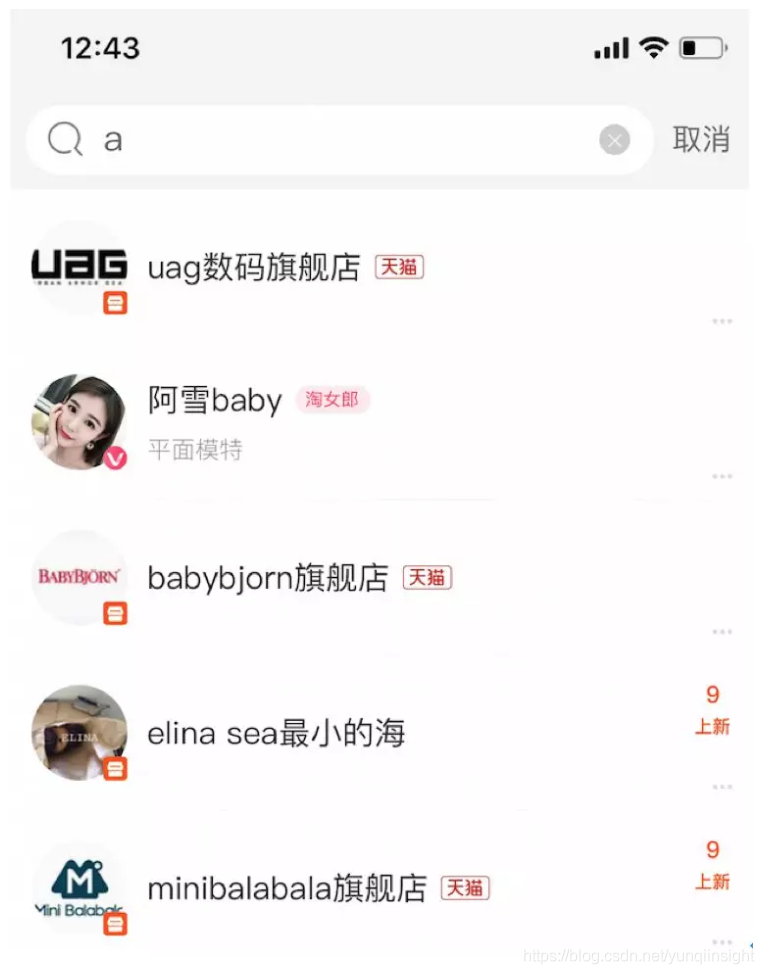 12:43
a
取消
uag
uag数码旗舰店 天猫
阿雪baby 淘女郎
平面模特
BABYBJÖRN
babybjorn旗舰店 天猫
9
上新
ELINA
elina sea最小的海
9
上新
M
Mini Balabala
minibalabala旗舰店 天猫
https://blog.csdn.net/yunqiinsight